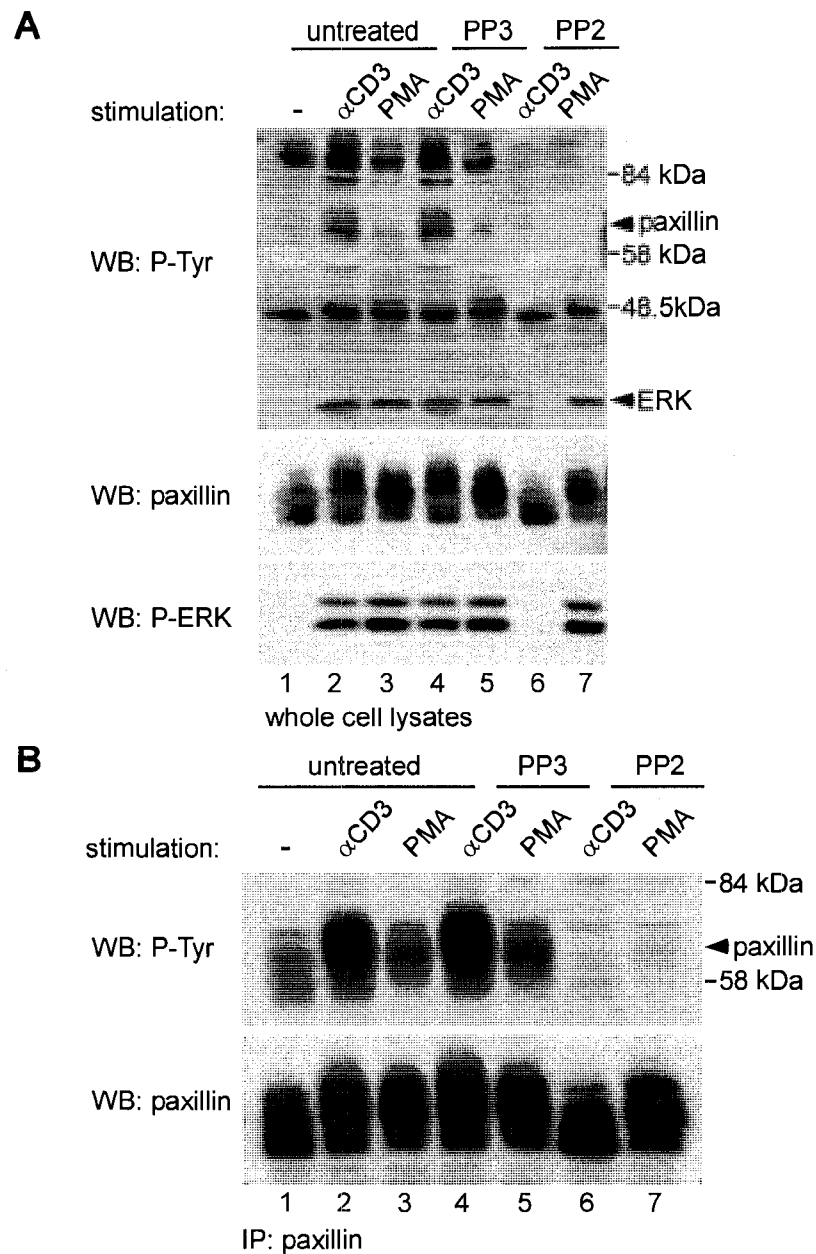 A
untreated PP3 PP2
stimulation: - αCD3 PMA αCD3 PMA αCD3 PMA
84 kDa
paxillin
58 kDa
WB: P-Tyr
48.5kDa
ERK
WB: paxillin
WB: P-ERK
1 2 3 4 5 6 7
whole cell lysates
B
untreated PP3 PP2
stimulation: - αCD3 PMA αCD3 PMA αCD3 PMA
84 kDa
WB: P-Tyr paxillin
58 kDa
WB: paxillin
1 2 3 4 5 6 7
IP: paxillin